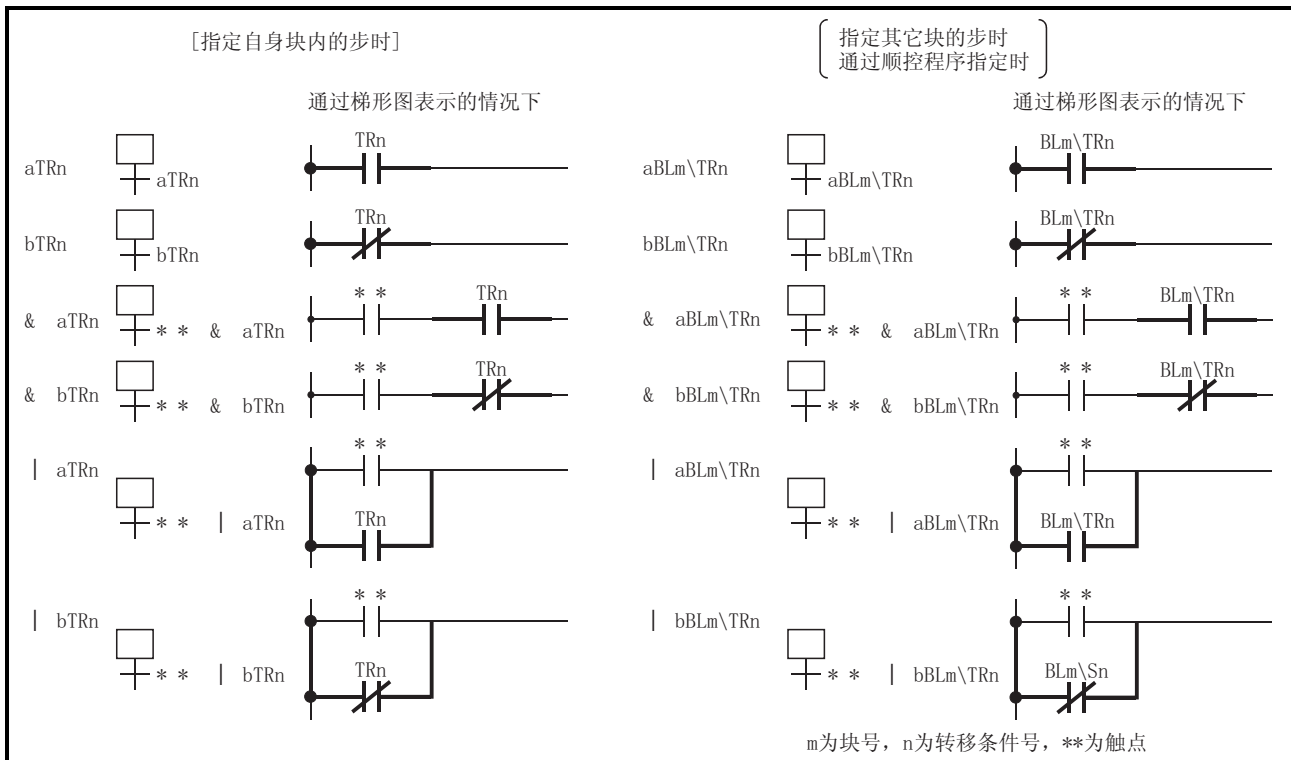 [指定自身块内的步时]
指定其它块的步时
通过顺控程序指定时
通过梯形图表示的情况下
通过梯形图表示的情况下
aTRn
aTRn
TRn
aBLm\TRn
aBLm\TRn
BLm\TRn
bTRn
bTRn
TRn
bBLm\TRn
bBLm\TRn
BLm\TRn
& aTRn
** & aTRn
**
TRn
& aBLm\TRn
** & aBLm\TRn
**
BLm\TRn
& bTRn
** & bTRn
**
TRn
& bBLm\TRn
** & bBLm\TRn
**
BLm\TRn
| aTRn
** | aTRn
**
TRn
| aBLm\TRn
** | aBLm\TRn
**
BLm\TRn
| bTRn
** | bTRn
**
TRn
| bBLm\TRn
** | bBLm\TRn
**
BLm\Sn
m为块号，n为转移条件号，**为触点